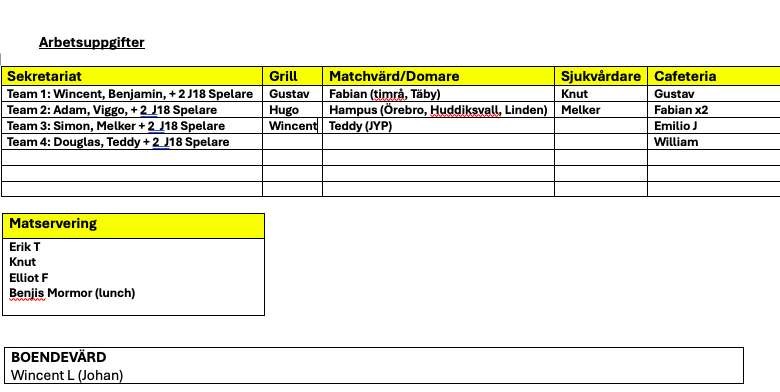 Arbetsuppgifter
Sekretariat Grill Matchvärd/Domare Sjukvårdare Cafeteria
Team 1: Wincent, Benjamin, + 2 J18 Spelare Gustav Fabian (timrå, Täby) Knut Gustav
Team 2: Adam, Viggo, + 2 J18 Spelare Hugo Hampus (Örebro, Huddiksvall, Linden) Melker Fabian x2
Team 3: Simon, Melker + 2 J18 Spelare Wincent Teddy (JYP) Emilio J
Team 4: Douglas, Teddy + 2 J18 Spelare William
Matservering
Erik T
Knut
Elliot F
Benjis Mormor (lunch)
BOENDEVÄRD
Wincent L (Johan)